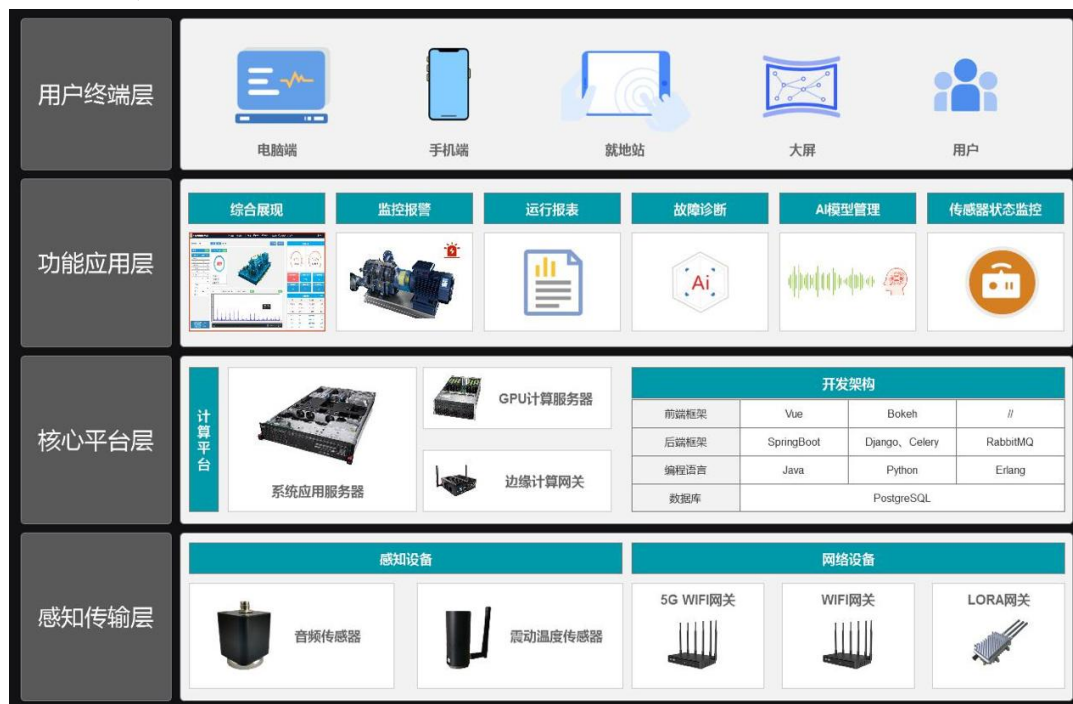 用户终端层
电脑端
手机端
就地站
大屏
用户
功能应用层
综合展现
监控报警
运行报表
故障诊断
AI模型管理
传感器状态监控
Ai
核心平台层
计算平台
系统应用服务器
GPU计算服务器
边缘计算网关
开发架构
前端框架 Vue Bokeh //
后端框架 SpringBoot Django、Celery RabbitMQ
编程语言 Java Python Erlang
数据库 PostgreSQL
感知传输层
感知设备
网络设备
音频传感器
震动温度传感器
5G WIFI网关
WIFI网关
LORA网关